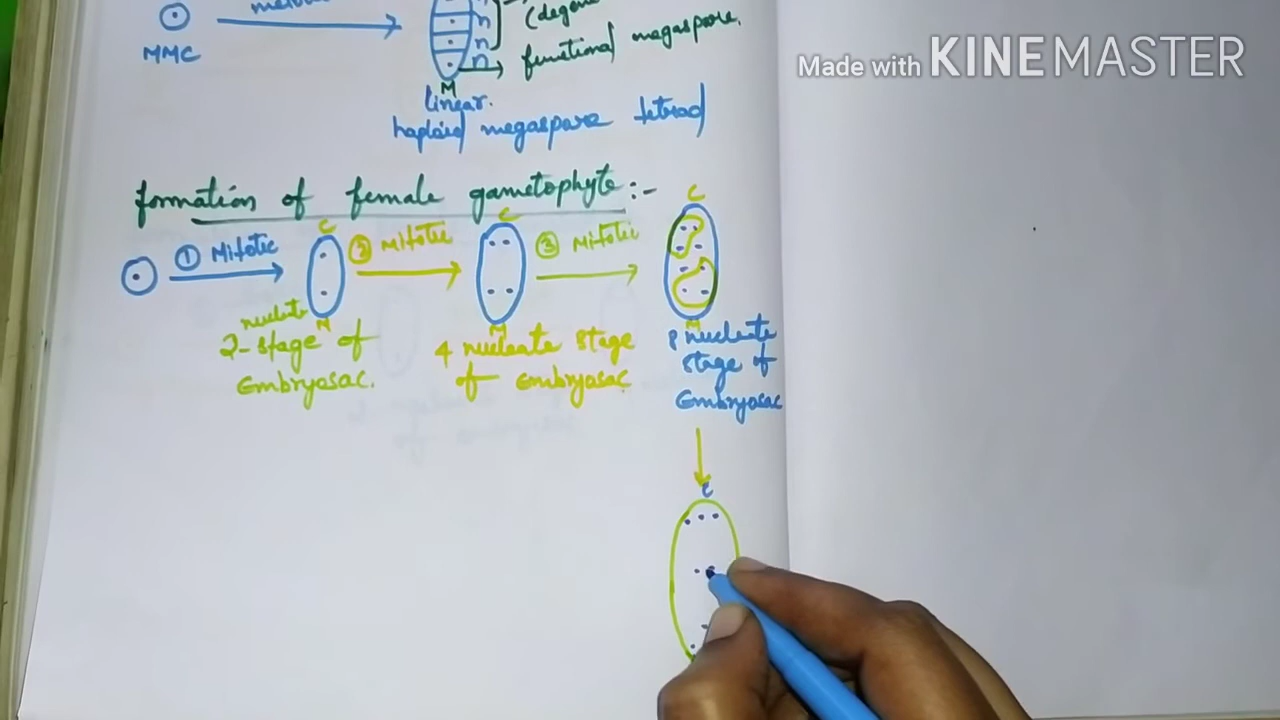 Made with KINEMASTER
MMC
n
n
n
(degene
functional megaspore.
M
linear.
haploid megaspore tetrad
formation of female gametophyte :-
C
C
C
① Mitotic
② Mitotic
③ Mitotic
M
M
M
nucleate
2-stage of
Embryosac.
4 nucleate stage
of embryosac
8 nucleate
stage of
Embryosac
C